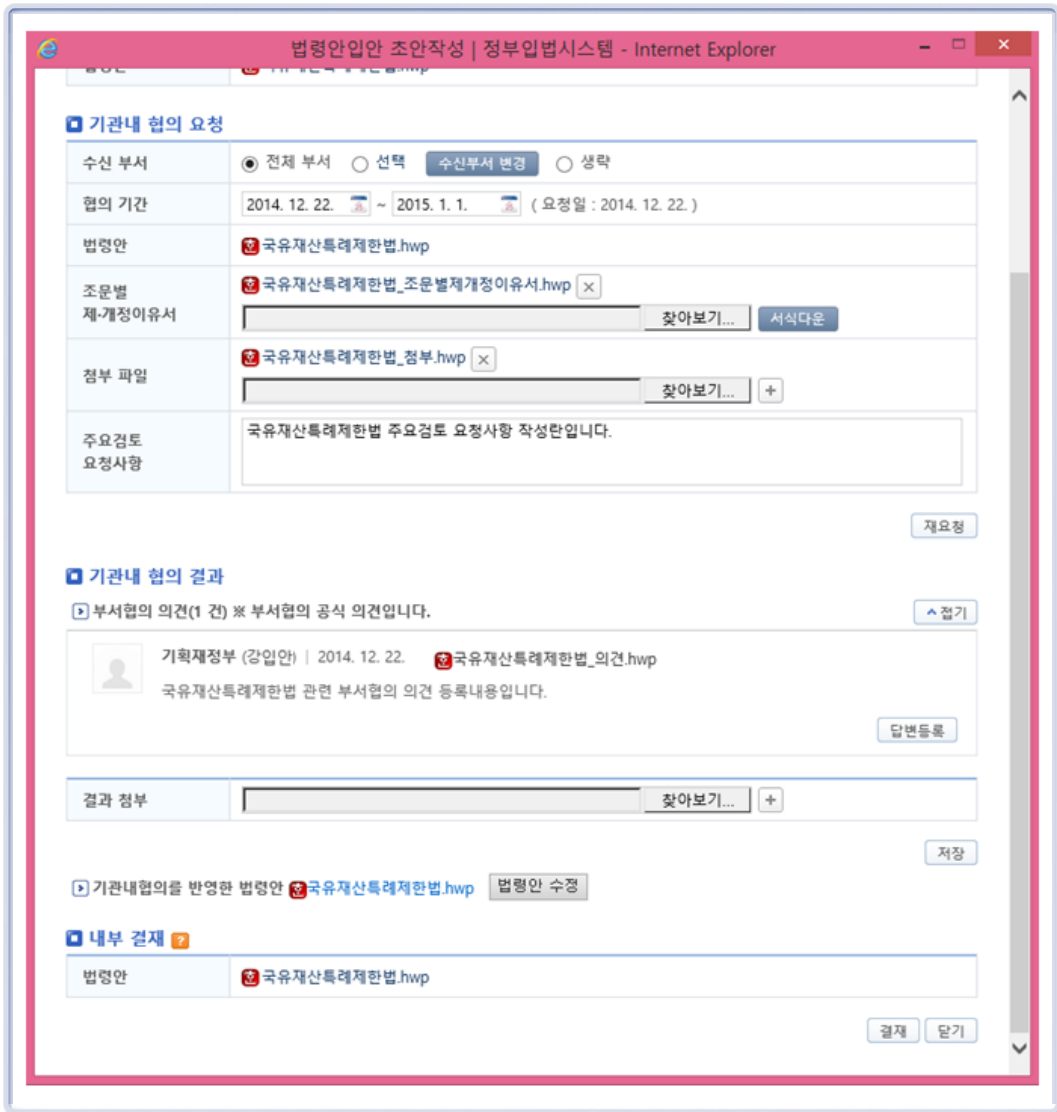 법령안입안 초안작성 | 정부입법시스템 - Internet Explorer
기관내 협의 요청
수신 부서 전체 부서 선택 수신부서 변경 생략
협의 기간 2014. 12. 22. ~ 2015. 1. 1. ( 요청일 : 2014. 12. 22. )
법령안 국유재산특례제한법.hwp
조문별
제·개정이유서
국유재산특례제한법_조문별제개정이유서.hwp ×
찾아보기... 서식다운
첨부 파일
국유재산특례제한법_첨부.hwp ×
찾아보기... +
주요검토
요청사항
국유재산특례제한법 주요검토 요청사항 작성란입니다.
재요청
기관내 협의 결과
부서협의 의견(1 건) ※ 부서협의 공식 의견입니다. 접기
기획재정부 (강입안) | 2014. 12. 22. 국유재산특례제한법_의견.hwp
국유재산특례제한법 관련 부서협의 의견 등록내용입니다.
답변등록
결과 첨부 찾아보기... +
저장
기관내협의를 반영한 법령안 국유재산특례제한법.hwp 법령안 수정
내부 결재 ?
법령안 국유재산특례제한법.hwp
결재 닫기